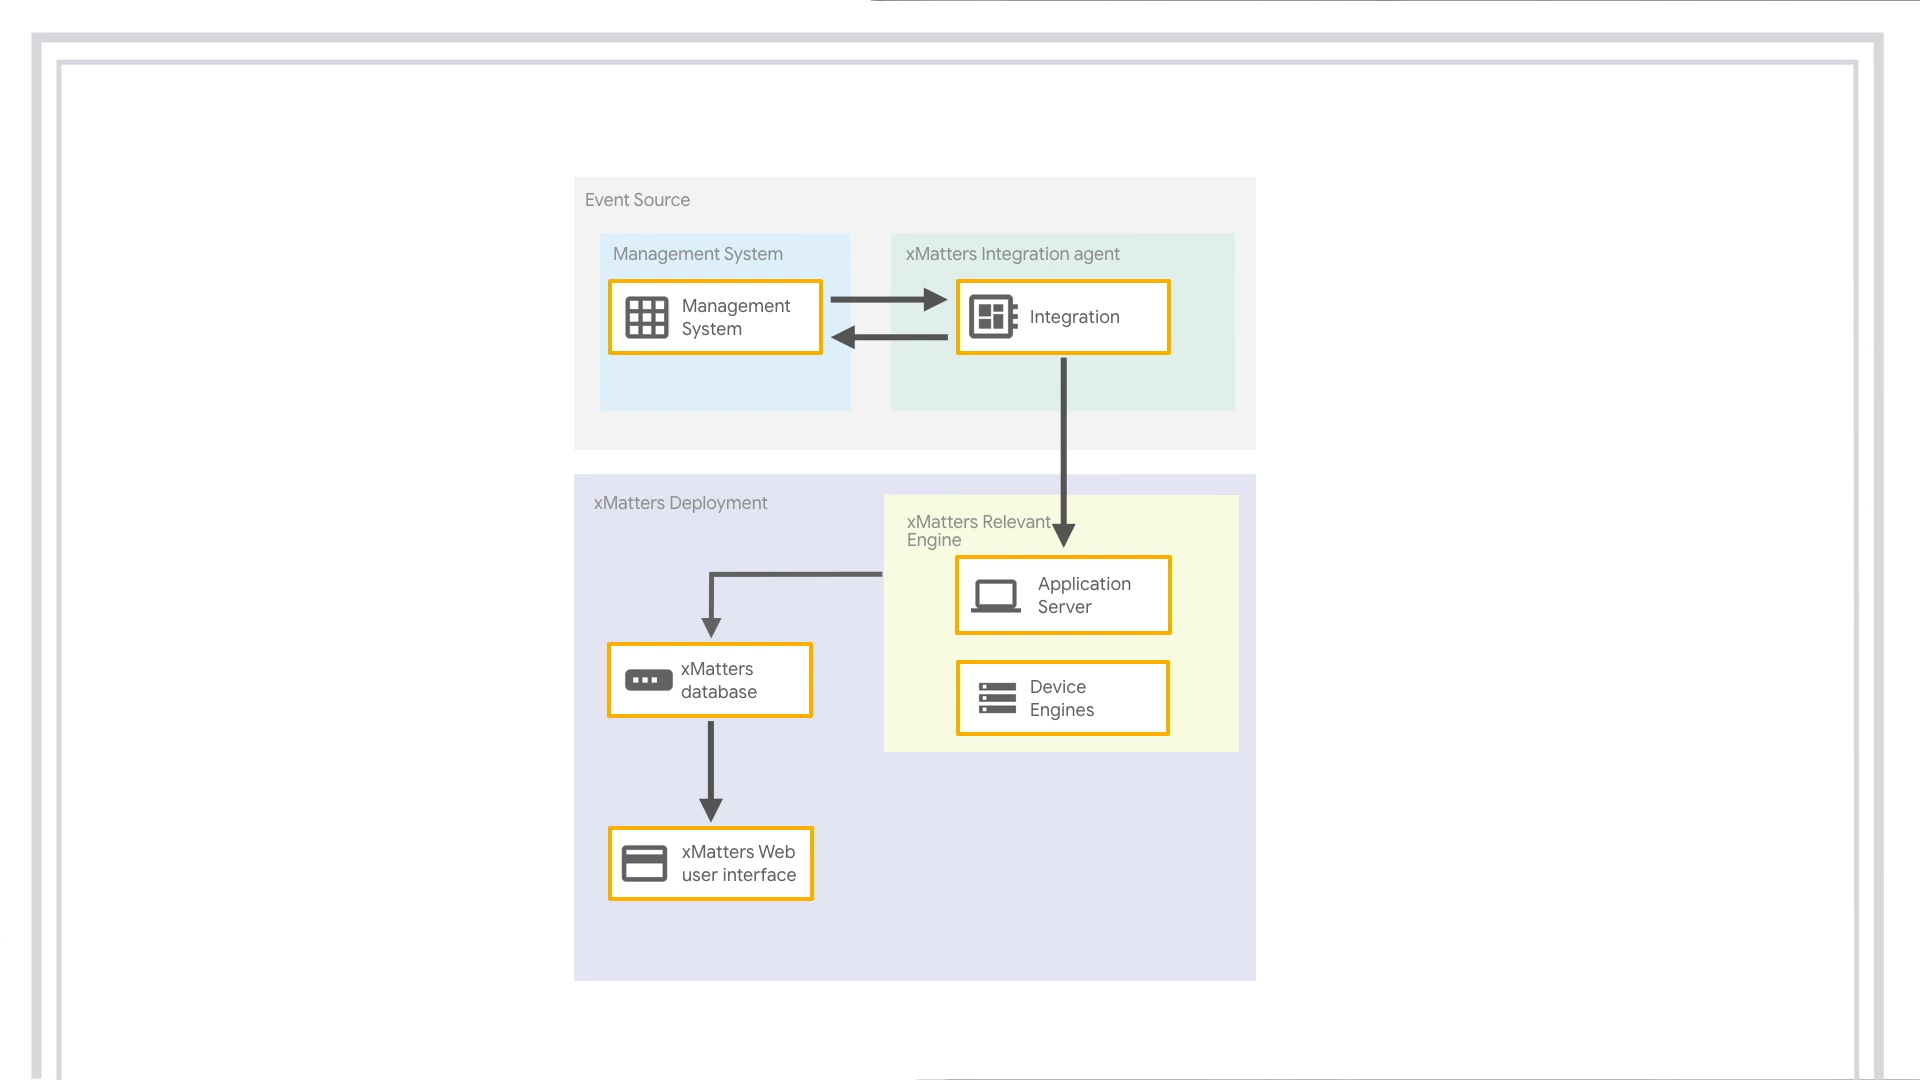 Event Source
Management System
xMatters Integration agent
Management
System
Integration
xMatters Deployment
xMatters Relevant
Engine
Application
Server
xMatters
database
Device
Engines
xMatters Web
user interface